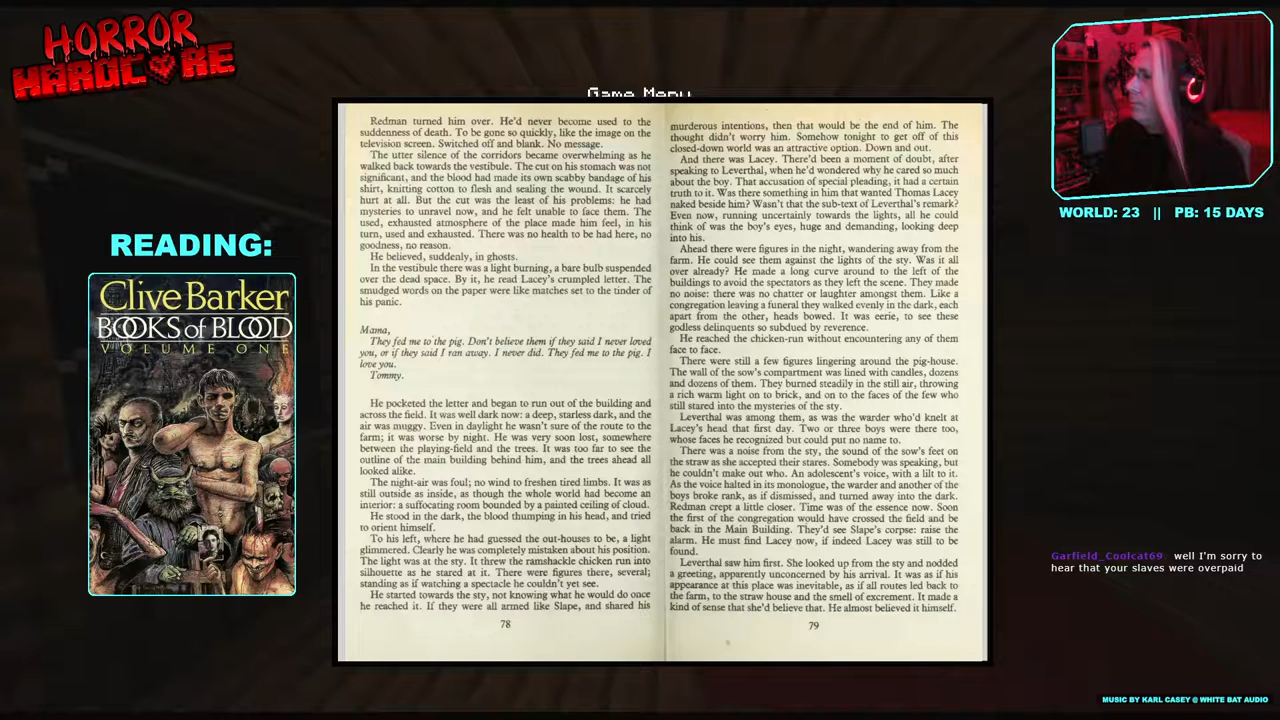 HORROR
HARDCORE
Game Menu
READING:
Clive Barker
BOOKS of BLOOD
VOLUME ONE
Redman turned him over. He'd never become used to the
suddenness of death. To be gone so quickly, like the image on the
television screen. Switched off and blank. No message.
The utter silence of the corridors became overwhelming as he
walked back towards the vestibule. The cut on his stomach was not
significant, and the blood had made its own scabby bandage of his
shirt, knitting cotton to flesh and sealing the wound. It scarcely
hurt at all. But the cut was the least of his problems: he had
mysteries to unravel now, and he felt unable to face them. The
used, exhausted atmosphere of the place made him feel, in his
turn, used and exhausted. There was no health to be had here, no
goodness, no reason.
He believed, suddenly, in ghosts.
In the vestibule there was a light burning, a bare bulb suspended
over the dead space. By it, he read Lacey's crumpled letter. The
smudged words on the paper were like matches set to the tinder of
his panic.
Mama,
They fed me to the pig. Don't believe them if they said I never loved
you, or if they said I ran away. I never did. They fed me to the pig. I
love you.
Tommy.
He pocketed the letter and began to run out of the building and
across the field. It was well dark now: a deep, starless dark, and the
air was muggy. Even in daylight he wasn't sure of the route to the
farm; it was worse by night. He was very soon lost, somewhere
between the playing-field and the trees. It was too far to see the
outline of the main building behind him, and the trees ahead all
looked alike.
The night-air was foul; no wind to freshen tired limbs. It was as
still outside as inside, as though the whole world had become an
interior: a suffocating room bounded by a painted ceiling of cloud.
He stood in the dark, the blood thumping in his head, and tried
to orient himself.
To his left, where he had guessed the out-houses to be, a light
glimmered. Clearly he was completely mistaken about his position.
The light was at the sty. It threw the ramshackle chicken run into
silhouette as he stared at it. There were figures there, several;
standing as if watching a spectacle he couldn't yet see.
He started towards the sty, not knowing what he would do once
he reached it. If they were all armed like Slape, and shared his
78
murderous intentions, then that would be the end of him. The
thought didn't worry him. Somehow tonight to get off of this
closed-down world was an attractive option. Down and out.
And there was Lacey. There'd been a moment of doubt, after
speaking to Leverthal, when he'd wondered why he cared so much
about the boy. That accusation of special pleading, it had a certain
truth to it. Was there something in him that wanted Thomas Lacey
naked beside him? Wasn't that the sub-text of Leverthal's remark?
Even now, running uncertainly towards the lights, all he could
think of was the boy's eyes, huge and demanding, looking deep
into his.
Ahead there were figures in the night, wandering away from the
farm. He could see them against the lights of the sty. Was it all
over already? He made a long curve around to the left of the
buildings to avoid the spectators as they left the scene. They made
no noise: there was no chatter or laughter amongst them. Like a
congregation leaving a funeral they walked evenly in the dark, each
apart from the other, heads bowed. It was eerie, to see these
godless delinquents so subdued by reverence.
He reached the chicken-run without encountering any of them
face to face.
There were still a few figures lingering around the pig-house.
The wall of the sow's compartment was lined with candles, dozens
and dozens of them. They burned steadily in the still air, throwing
a rich warm light on to brick, and on to the faces of the few who
still stared into the mysteries of the sty.
Leverthal was among them, as was the warder who'd knelt at
Lacey's head that first day. Two or three boys were there too,
whose faces he recognized but could put no name to.
There was a noise from the sty, the sound of the sow's feet on
the straw as she accepted their stares. Somebody was speaking, but
he couldn't make out who. An adolescent's voice, with a lilt to it.
As the voice halted in its monologue, the warder and another of the
boys broke rank, as if dismissed, and turned away into the dark.
Redman crept a little closer. Time was of the essence now. Soon
the first of the congregation would have crossed the field and be
back in the Main Building. They'd see Slape's corpse: raise the
alarm. He must find Lacey now, if indeed Lacey was still to be
found.
Leverthal saw him first. She looked up from the sty and nodded
a greeting, apparently unconcerned by his arrival. It was as if his
appearance at this place was inevitable, as if all routes led back to
the farm, to the straw house and the smell of excrement. It made a
kind of sense that she'd believe that. He almost believed it himself.
79
WORLD: 23 || PB: 15 DAYS
Garfield_Coolcat69: well I'm sorry to
hear that your slaves were overpaid
MUSIC BY KARL CASEY @ WHITE BAT AUDIO